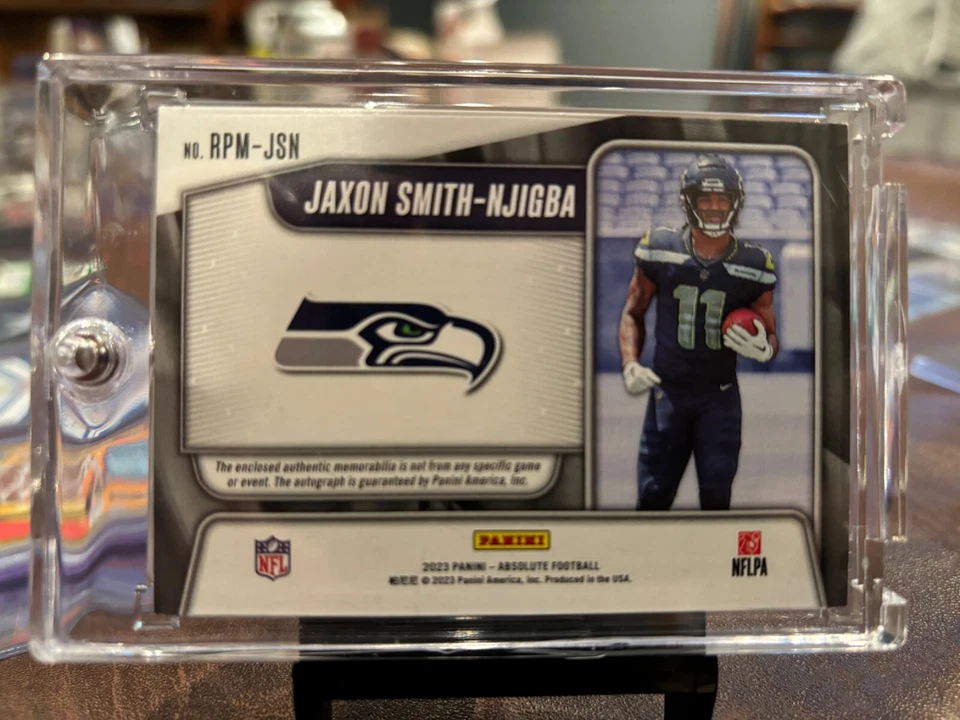 NO. RPM-JSN
JAXON SMITH-NJIGBA
11
The enclosed authentic memorabilia is not from any specific game
or event. The autograph is guaranteed by Panini America, Inc.
NFL
PANINI
2023 PANINI – ABSOLUTE FOOTBALL
© 2023 Panini America, Inc. Produced in the USA.
NFLPA